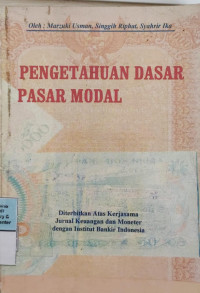 Oleh : Marzuki Usman, Singgih Riphat, Syahrir Ika
PENGETAHUAN DASAR
PASAR MODAL
Diterbitkan Atas Kerjasama
Jurnal Keuangan dan Moneter
dengan Institut Bankir Indonesia